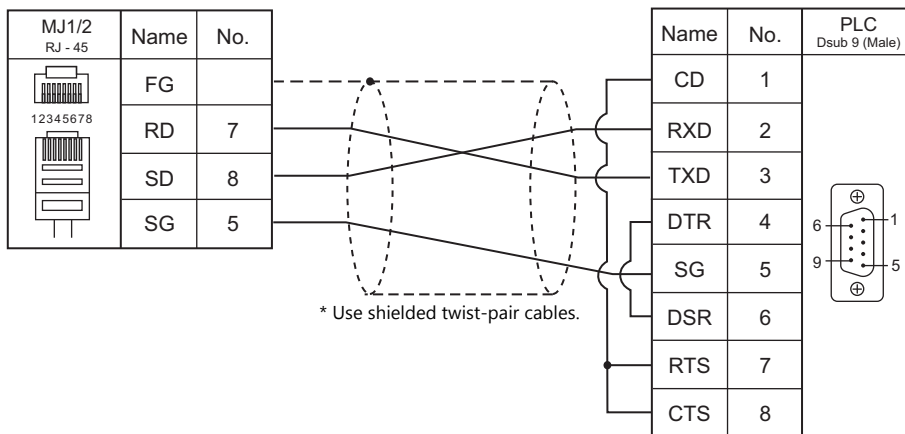 MJ1/2
RJ - 45
Name No.
FG
RD 7
SD 8
SG 5
12345678
* Use shielded twist-pair cables.
Name No.
PLC
Dsub 9 (Male)
CD 1
RXD 2
TXD 3
DTR 4
SG 5
DSR 6
RTS 7
CTS 8
6 1
9 5